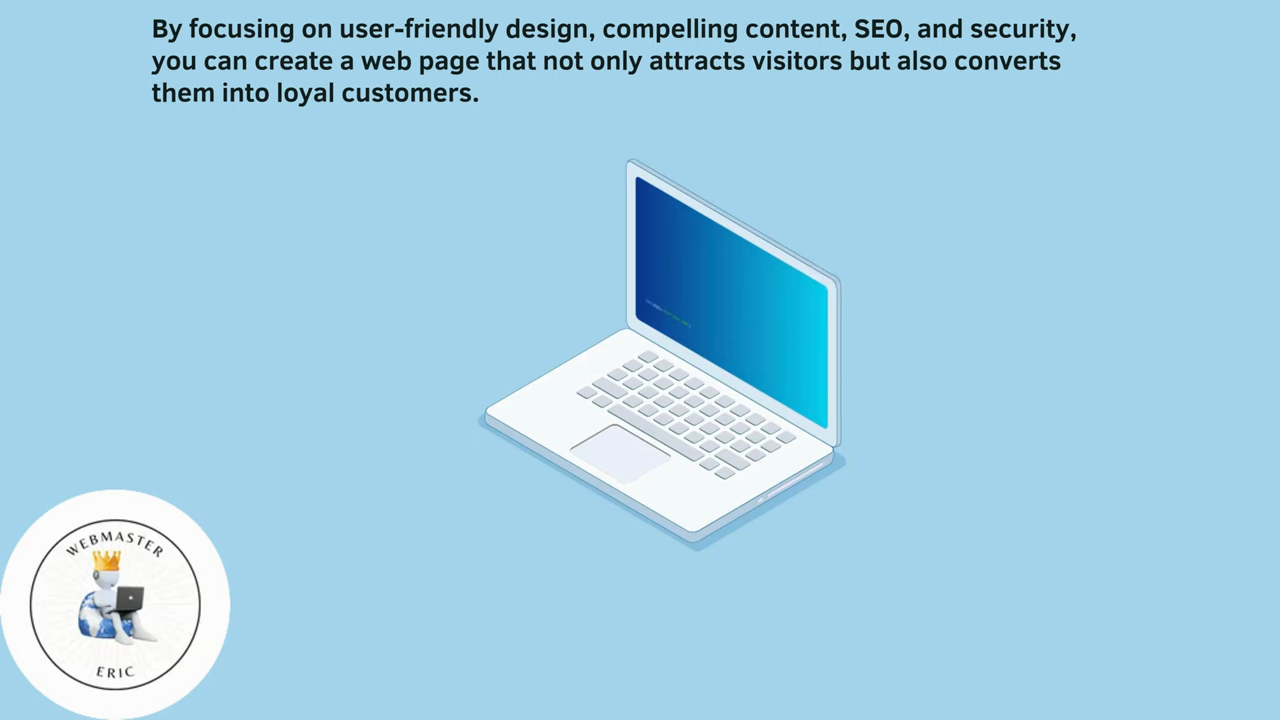 By focusing on user-friendly design, compelling content, SEO, and security,
you can create a web page that not only attracts visitors but also converts
them into loyal customers.
WEBMASTER
ERIC